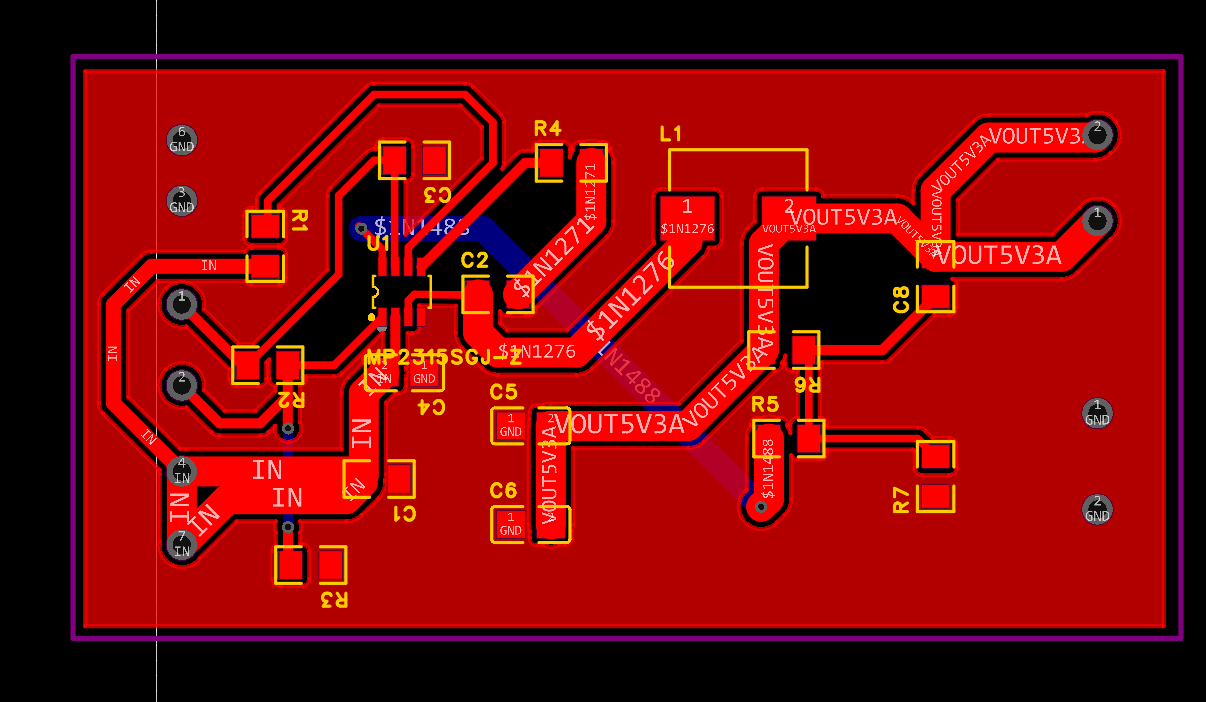 R4
L1
2
VOUT5V3A
6
GND
C3
$1N1271
VOUT5V3A
3
GND
R1
$1N1488
1
$1N1276
2
VOUT5V3A
VOUT5V3A
VOUT5V3A
VOUT5V3A
1
U1
$1N1271
VOUT5V3A
IN
C2
IN
1
$1N1276
VOUT5V3A
C8
IN
MP2315SGJ-Z
$1N1276
2
R2
2
IN
1
GND
IN
C4
1N1488
VOUT5V3A
R6
C5
1
GND
2
VOUT5V3A
R5
1
GND
IN
IN
4
IN
IN
IN
IN
IN
IN
C1
C6
1
GND
VOUT5V3A
$1N1488
R7
2
GND
7
IN
R3